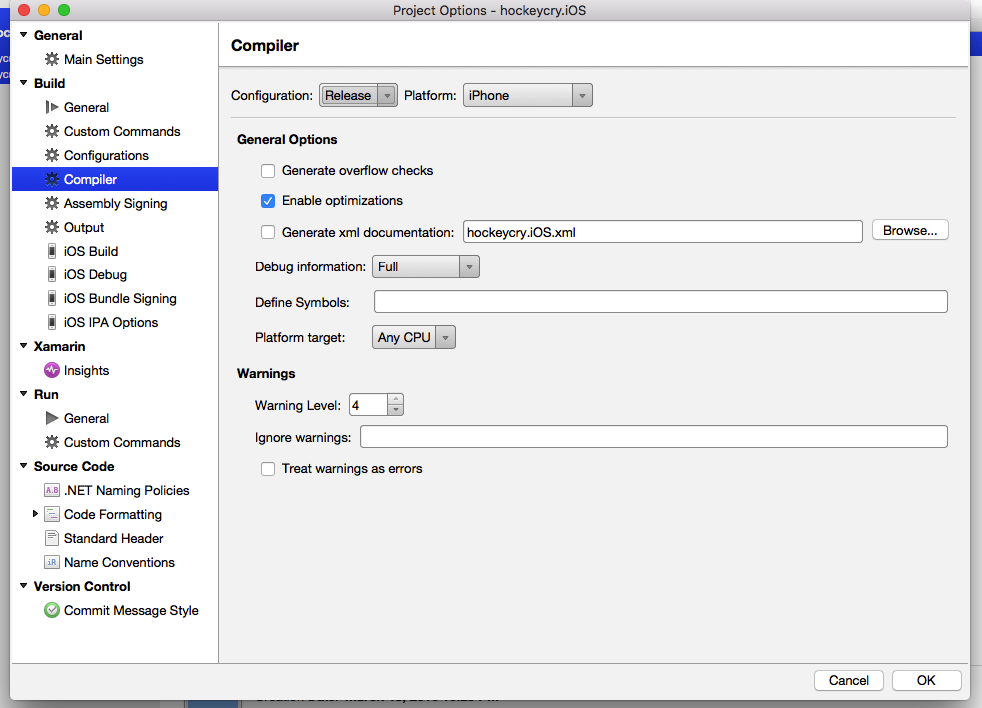 Project Options - hockeycry.iOS
General
Main Settings
Build
General
Custom Commands
Configurations
Compiler
Assembly Signing
Output
iOS Build
iOS Debug
iOS Bundle Signing
iOS IPA Options
Xamarin
Insights
Run
General
Custom Commands
Source Code
A.B .NET Naming Policies
Code Formatting
Standard Header
iR Name Conventions
Version Control
Commit Message Style
Compiler
Configuration: Release Platform: iPhone
General Options
Generate overflow checks
Enable optimizations
Generate xml documentation: hockeycry.iOS.xml Browse...
Debug information: Full
Define Symbols:
Platform target: Any CPU
Warnings
Warning Level: 4
Ignore warnings:
Treat warnings as errors
Cancel OK